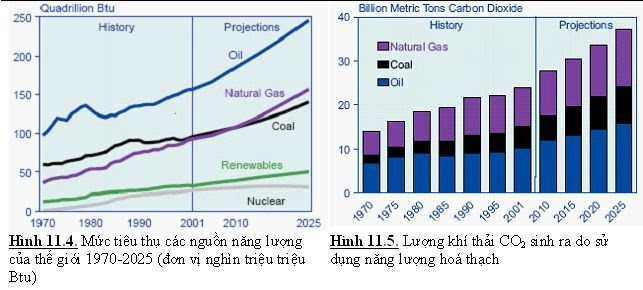 Quadrillion Btu
250
200
150
100
50
0
History
Projections
Oil
Natural Gas
Coal
Renewables
Nuclear
1970
1980
1990
2001
2025
Hình 11.4. Mức tiêu thụ các nguồn năng lượng
của thế giới 1970-2025 (đơn vị nghìn triệu triệu
Btu)
Billion Metric Tons Carbon Dioxide
40
30
20
10
0
History
Projections
Natural Gas
Coal
Oil
1970
1975
1980
1985
1990
1995
2001
2010
2015
2020
2025
Hình 11.5. Lượng khí thải CO₂ sinh ra do sử
dụng năng lượng hoá thạch